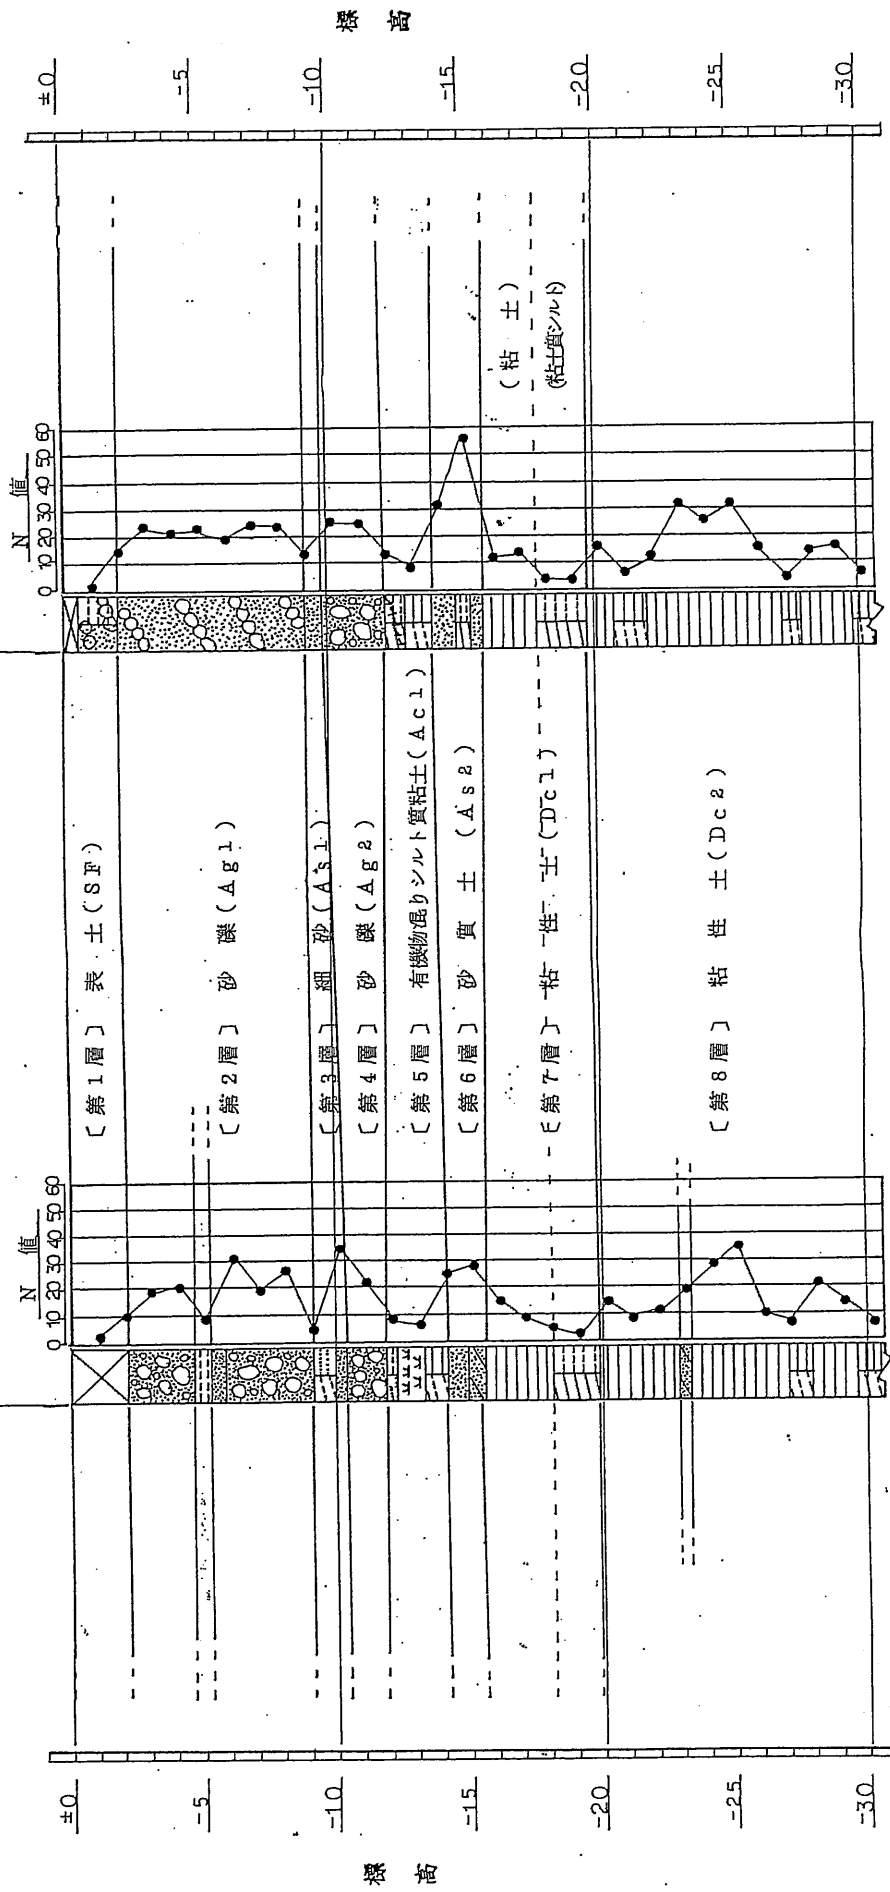 標高
±0
-5
-10
-15
-20
-25
-30
N値
0 10 20 30 40 50 60
〔第1層〕表土(SF)
〔第2層〕砂礫(Ag1)
〔第3層〕細砂(As1)
〔第4層〕砂礫(Ag2)
〔第5層〕有機物混りシルト質粘土(Ac1)
〔第6層〕砂質土(As2)
〔第7層〕粘性土(Dc1)
〔第8層〕粘性土(Dc2)
N値
0 10 20 30 40 50 60
(粘土)
(粘土質シルト)
標高
±0
-5
-10
-15
-20
-25
-30